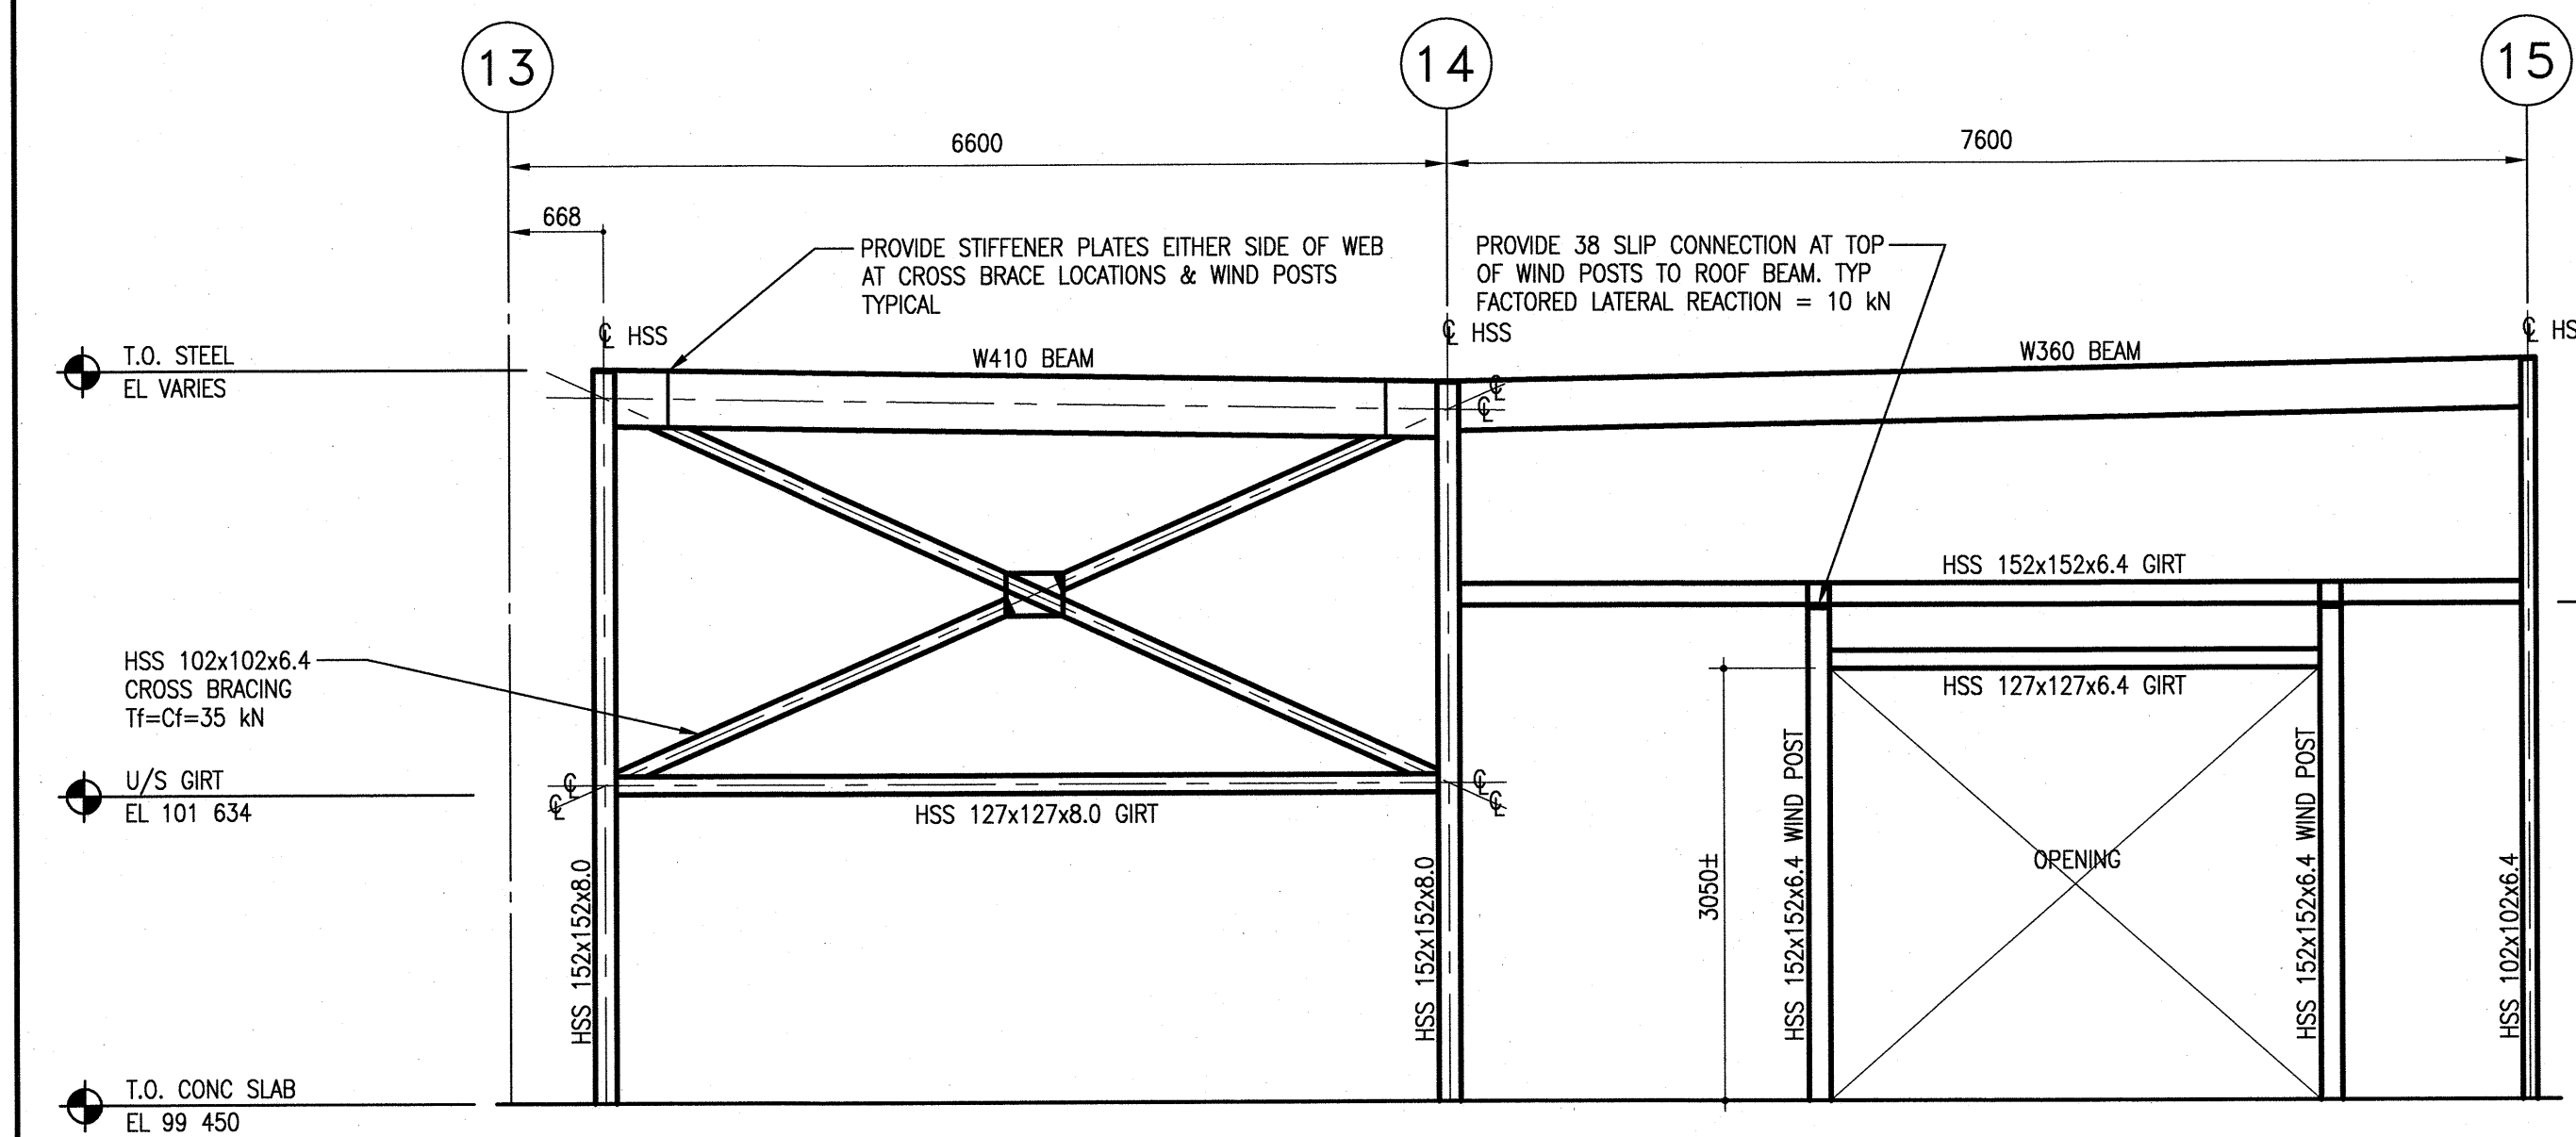 13
14
15
6600
7600
668
PROVIDE STIFFENER PLATES EITHER SIDE OF WEB
AT CROSS BRACE LOCATIONS & WIND POSTS
TYPICAL
PROVIDE 38 SLIP CONNECTION AT TOP
OF WIND POSTS TO ROOF BEAM. TYP
FACTORED LATERAL REACTION = 10 kN
℄ HSS
℄ HSS
℄ HS
T.O. STEEL
EL VARIES
W410 BEAM
W360 BEAM
℄
℄
HSS 152x152x6.4 GIRT
HSS 102x102x6.4
CROSS BRACING
Tf=Cf=35 kN
HSS 127x127x6.4 GIRT
U/S GIRT
EL 101 634
℄
℄
℄
℄
HSS 127x127x8.0 GIRT
HSS 152x152x8.0
HSS 152x152x8.0
3050±
HSS 152x152x6.4 WIND POST
OPENING
HSS 152x152x6.4 WIND POST
HSS 102x102x6.4
T.O. CONC SLAB
EL 99 450